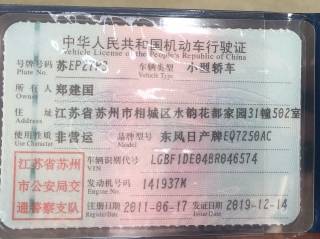 中华人民共和国机动车行驶证
Vehicle License of the People's Republic of China
号牌号码 苏EP27M3 车辆类型 小型轿车
Plate No. Vehicle Type
所有人 郑建国
Owner
住址 江苏省苏州市相城区水韵花都家园31幢502室
Address
使用性质 非营运 品牌型号 东风日产牌EQ7250AC
Use Character Model
江苏省苏州市公安局交通警察支队
车辆识别代号 LGBF1DE04BR046574
VIN
发动机号码 141937K
Engine No.
注册日期 2011-06-17 发证日期 2019-12-14
Register Date Issue Date